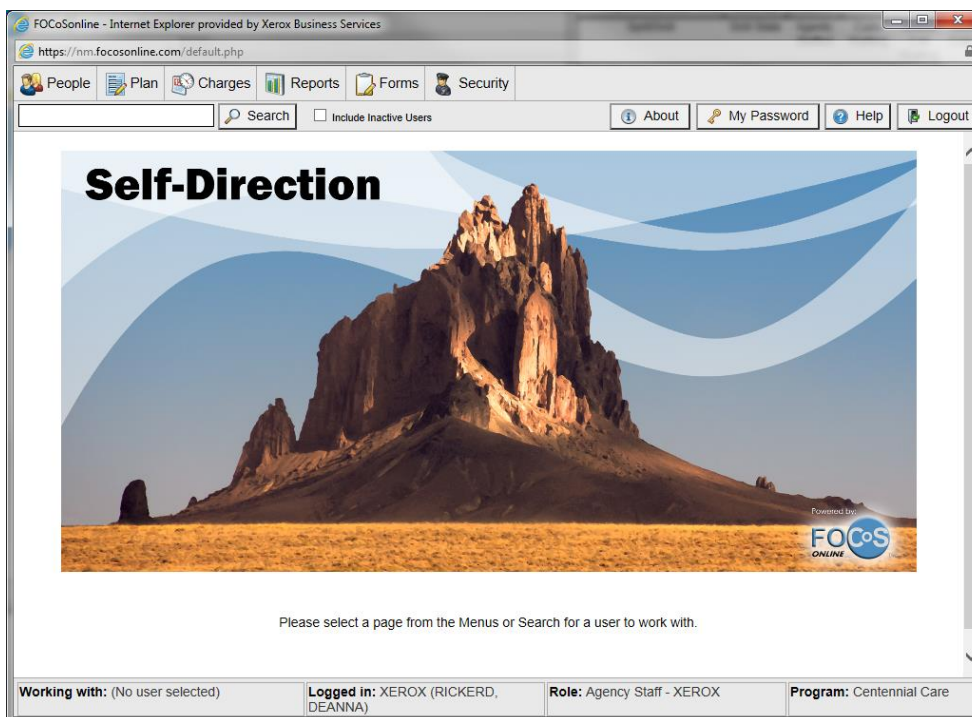 FOCoSonline - Internet Explorer provided by Xerox Business Services
https://nm.focosonline.com/default.php
People Plan Charges Reports Forms Security
Search Include Inactive Users About My Password Help Logout
Self-Direction
Powered by:
FOCoS
ONLINE
Please select a page from the Menus or Search for a user to work with.
Working with: (No user selected) Logged in: XEROX (RICKERD, DEANNA) Role: Agency Staff - XEROX Program: Centennial Care